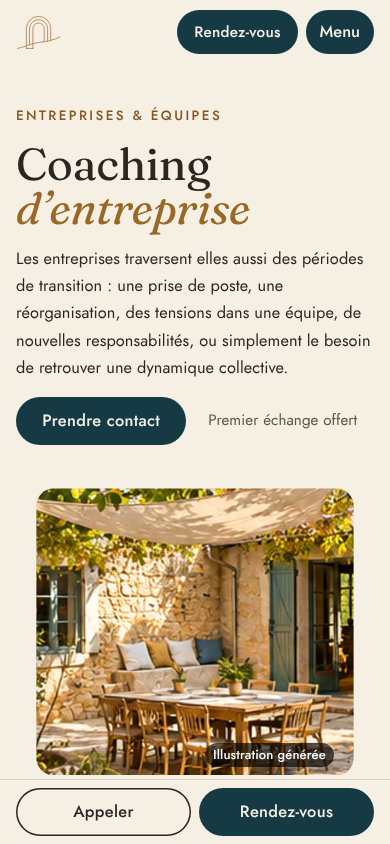 Rendez-vous
Menu
ENTREPRISES & ÉQUIPES
Coaching
d’entreprise
Les entreprises traversent elles aussi des périodes
de transition : une prise de poste, une
réorganisation, des tensions dans une équipe, de
nouvelles responsabilités, ou simplement le besoin
de retrouver une dynamique collective.
Prendre contact
Premier échange offert
Illustration générée
Appeler
Rendez-vous